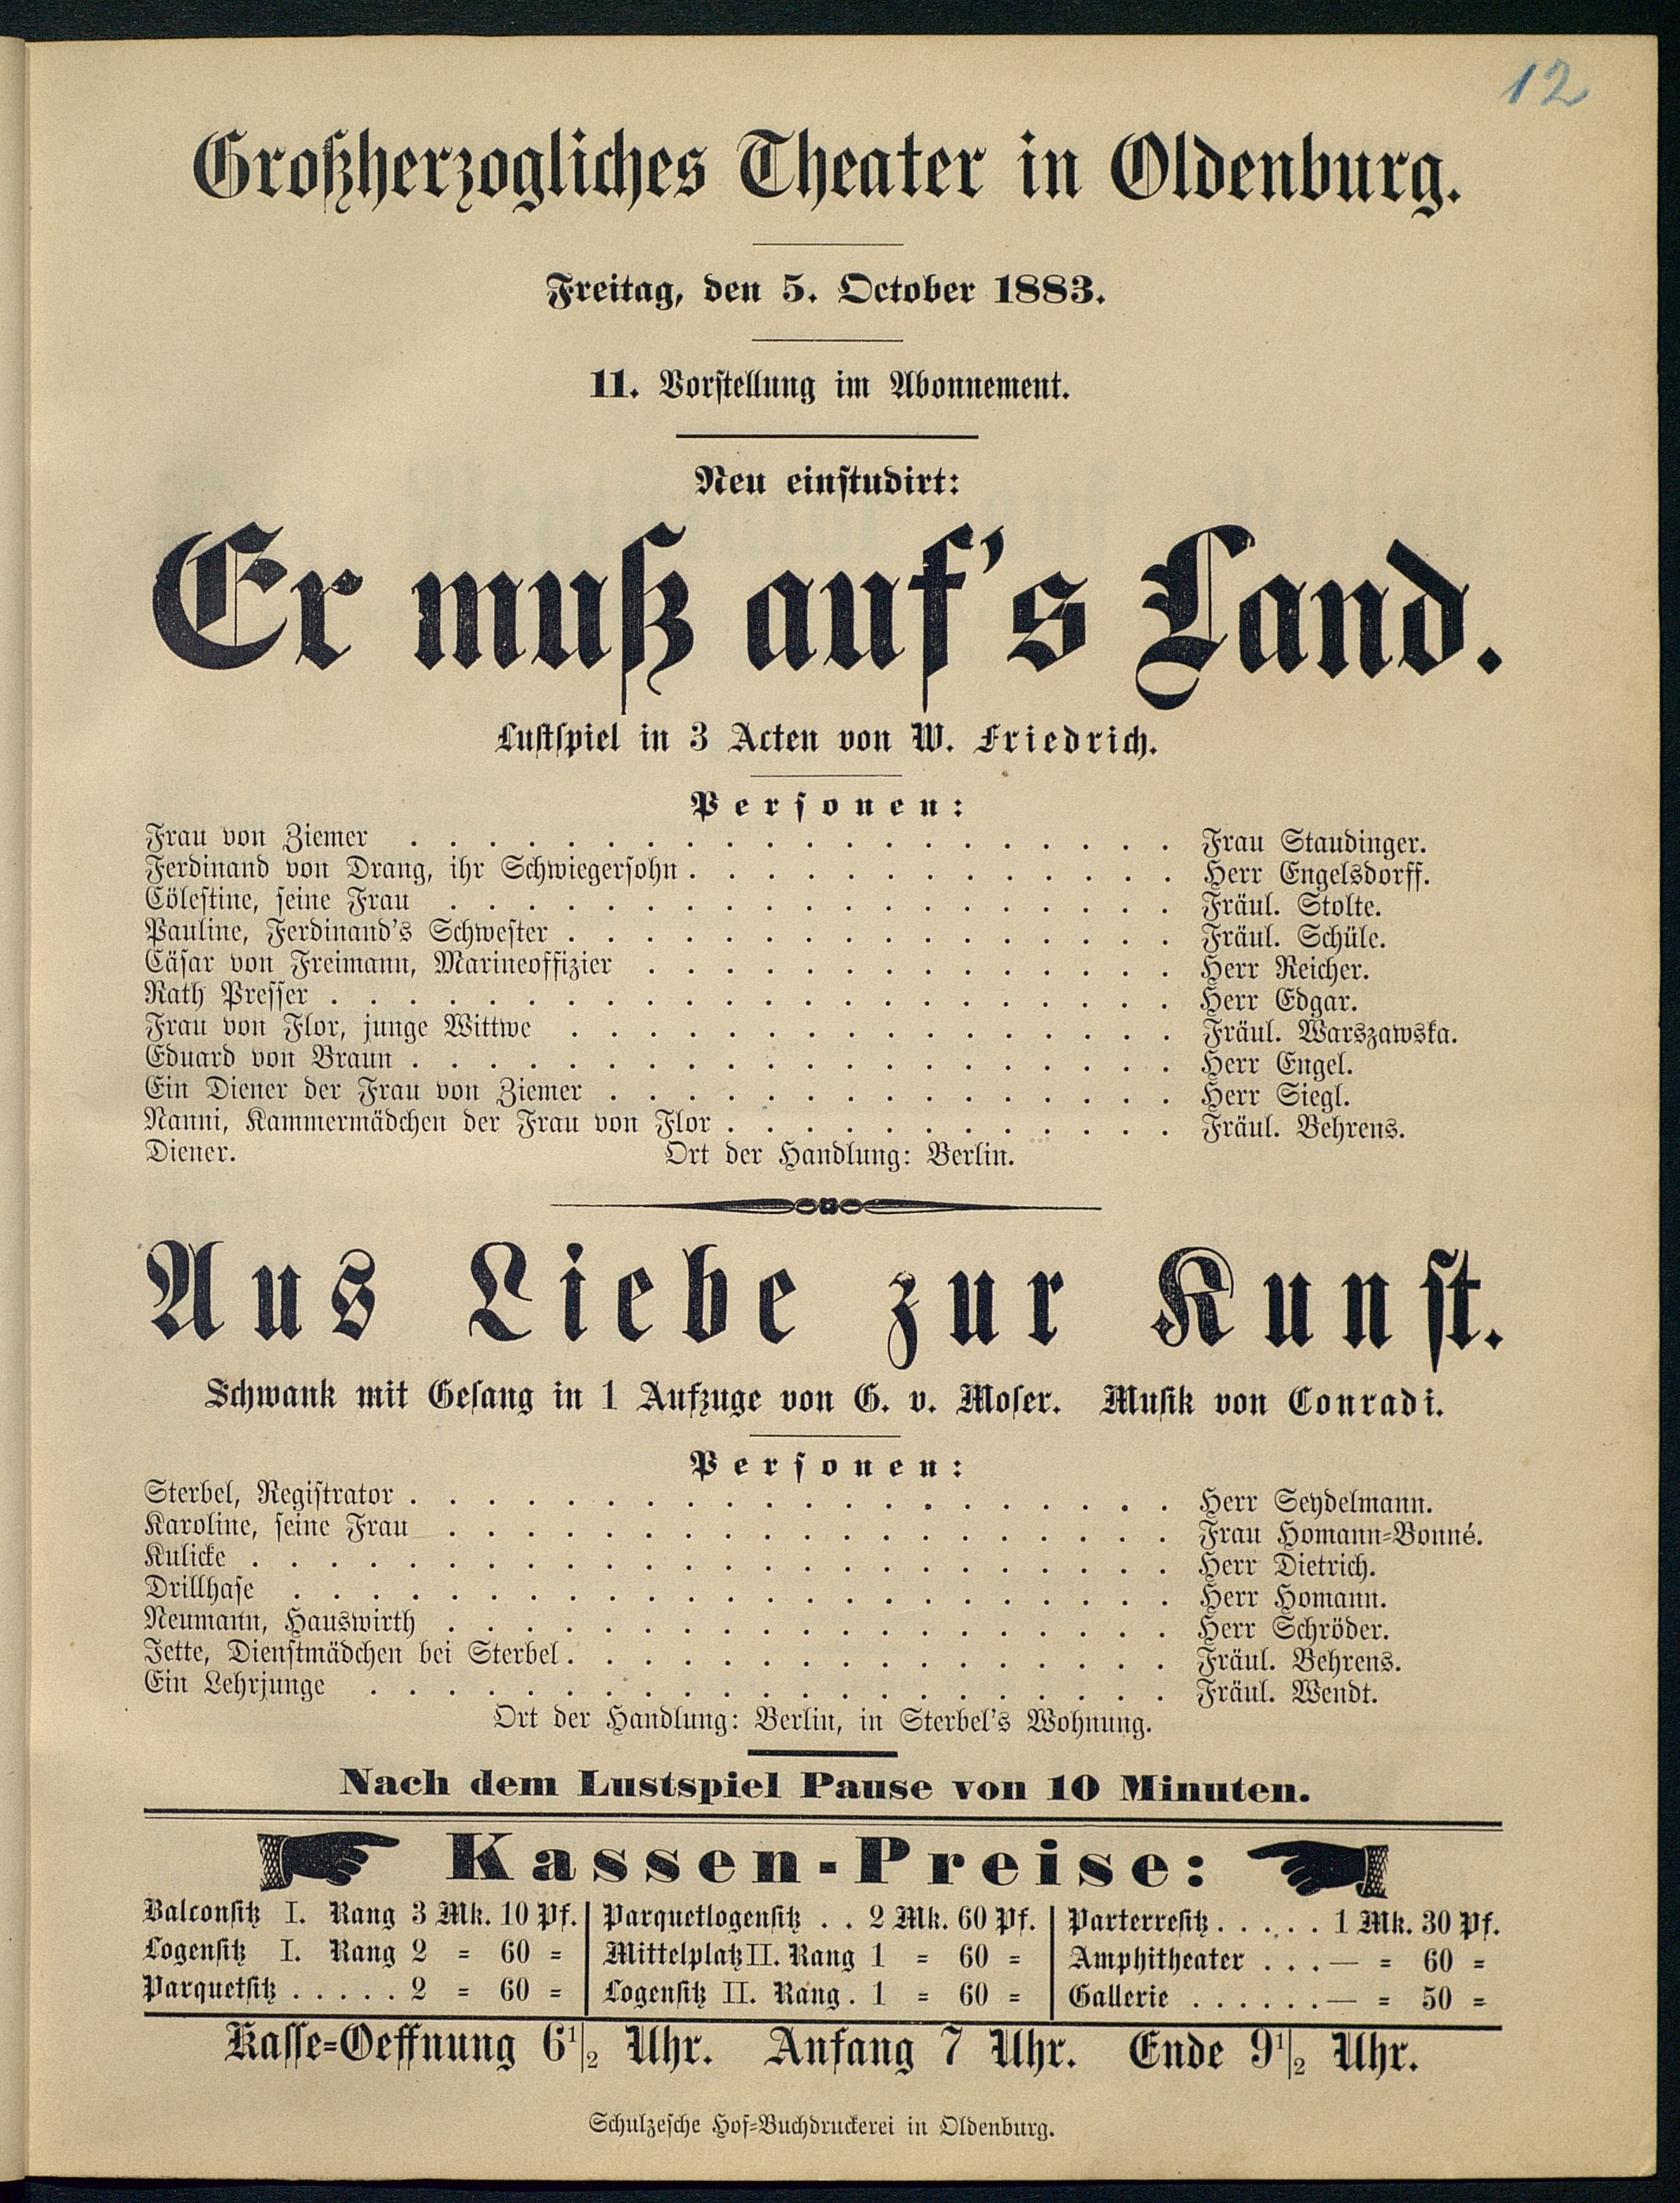 12
Großherzogliches Theater in Oldenburg.
Freitag, den 5. October 1883.
11. Vorstellung im Abonnement.
Neu einstudirt:
Er muß auf's Land.
Lustspiel in 3 Acten von W. Friedrich.
Personen:
Frau von Ziemer . . . . . . . . . . . . . . . . . . . . Frau Staudinger.
Ferdinand von Drang, ihr Schwiegersohn . . . . . . . . . . . . . Herr Engelsdorff.
Cölestine, seine Frau . . . . . . . . . . . . . . . . . . . Fräul. Stolte.
Pauline, Ferdinand's Schwester . . . . . . . . . . . . . . . . Fräul. Schüle.
Cäsar von Freimann, Marineoffizier . . . . . . . . . . . . . . Herr Reicher.
Rath Presser . . . . . . . . . . . . . . . . . . . . . . Herr Edgar.
Frau von Flor, junge Wittwe . . . . . . . . . . . . . . . . Fräul. Warszawska.
Eduard von Braun . . . . . . . . . . . . . . . . . . . . Herr Engel.
Ein Diener der Frau von Ziemer . . . . . . . . . . . . . . . Herr Siegl.
Nanni, Kammermädchen der Frau von Flor . . . . . . . . . . . . Fräul. Behrens.
Diener. Ort der Handlung: Berlin.
Aus Liebe zur Kunst.
Schwank mit Gesang in 1 Aufzuge von G. v. Moser. Musik von Conradi.
Personen:
Sterbel, Registrator . . . . . . . . . . . . . . . . . . . . Herr Seydelmann.
Karoline, seine Frau . . . . . . . . . . . . . . . . . . . Frau Homann=Bonné.
Kulicke . . . . . . . . . . . . . . . . . . . . . . . . Herr Dietrich.
Drillhase . . . . . . . . . . . . . . . . . . . . . . . Herr Homann.
Neumann, Hauswirth . . . . . . . . . . . . . . . . . . . Herr Schröder.
Jette, Dienstmädchen bei Sterbel . . . . . . . . . . . . . . . . Fräul. Behrens.
Ein Lehrjunge . . . . . . . . . . . . . . . . . . . . . Fräul. Wendt.
Ort der Handlung: Berlin, in Sterbel's Wohnung.
Nach dem Lustspiel Pause von 10 Minuten.
Kassen-Preise:
Balconsitz I. Rang 3 Mk. 10 Pf.
Logensitz I. Rang 2 = 60 =
Parquetsitz . . . . . 2 = 60 =
Parquetlogensitz . . 2 Mk. 60 Pf.
Mittelplatz II. Rang 1 = 60 =
Logensitz II. Rang . 1 = 60 =
Parterresitz . . . . . 1 Mk. 30 Pf.
Amphitheater . . . — = 60 =
Gallerie . . . . . . — = 50 =
Kasse=Oeffnung 6 1/2 Uhr. Anfang 7 Uhr. Ende 9 1/2 Uhr.
Schulzesche Hof=Buchdruckerei in Oldenburg.